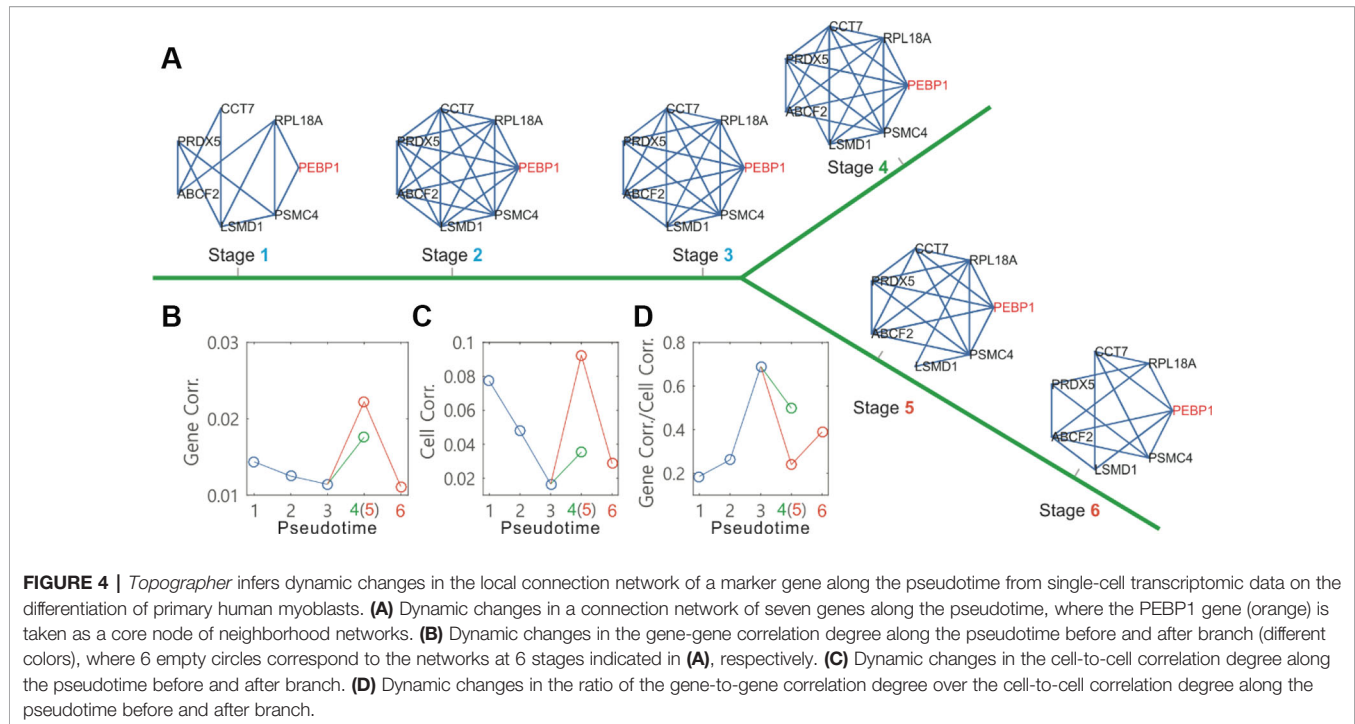 A
CCT7
RPL18A
PRDX5
PEBP1
ABCF2
PSMC4
LSMD1
Stage 1
CCT7
RPL18A
PRDX5
PEBP1
ABCF2
PSMC4
LSMD1
Stage 2
CCT7
RPL18A
PRDX5
PEBP1
ABCF2
PSMC4
LSMD1
Stage 3
CCT7
RPL18A
PRDX5
PEBP1
ABCF2
PSMC4
LSMD1
Stage 4
CCT7
RPL18A
PRDX5
PEBP1
ABCF2
PSMC4
LSMD1
Stage 5
CCT7
RPL18A
PRDX5
PEBP1
ABCF2
PSMC4
LSMD1
Stage 6
B
Gene Corr.
0.03
0.02
0.01
1 2 3 4(5) 6
Pseudotime
C
Cell Corr.
0.1
0.08
0.06
0.04
0.02
1 2 3 4(5) 6
Pseudotime
D
Gene Corr./Cell Corr.
0.8
0.6
0.4
0.2
1 2 3 4(5) 6
Pseudotime
FIGURE 4 | Topographer infers dynamic changes in the local connection network of a marker gene along the pseudotime from single-cell transcriptomic data on the
differentiation of primary human myoblasts. (A) Dynamic changes in a connection network of seven genes along the pseudotime, where the PEBP1 gene (orange) is
taken as a core node of neighborhood networks. (B) Dynamic changes in the gene-gene correlation degree along the pseudotime before and after branch (different
colors), where 6 empty circles correspond to the networks at 6 stages indicated in (A), respectively. (C) Dynamic changes in the cell-to-cell correlation degree along
the pseudotime before and after branch. (D) Dynamic changes in the ratio of the gene-to-gene correlation degree over the cell-to-cell correlation degree along the
pseudotime before and after branch.